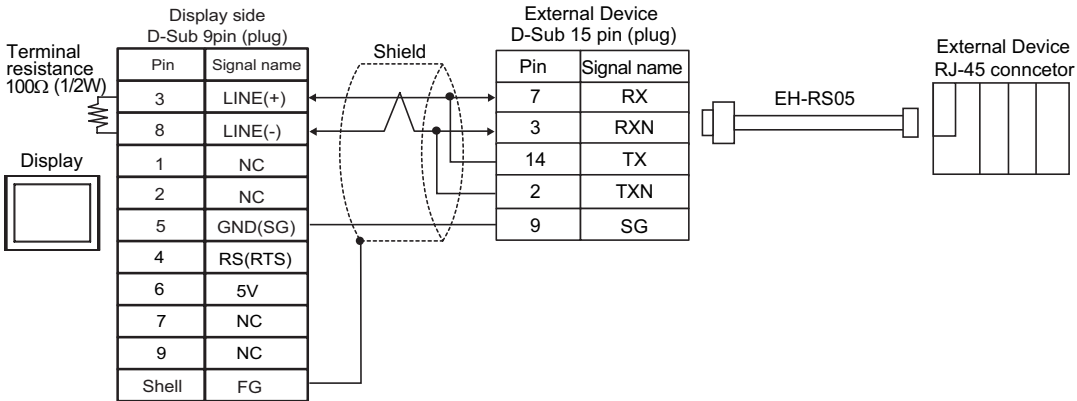 Display side
D-Sub 9pin (plug)
External Device
D-Sub 15 pin (plug)
Terminal
resistance
100Ω (1/2W)
Shield
External Device
RJ-45 conncetor
Pin Signal name
3 LINE(+)
8 LINE(-)
1 NC
2 NC
5 GND(SG)
4 RS(RTS)
6 5V
7 NC
9 NC
Shell FG
Pin Signal name
7 RX
3 RXN
14 TX
2 TXN
9 SG
EH-RS05
Display